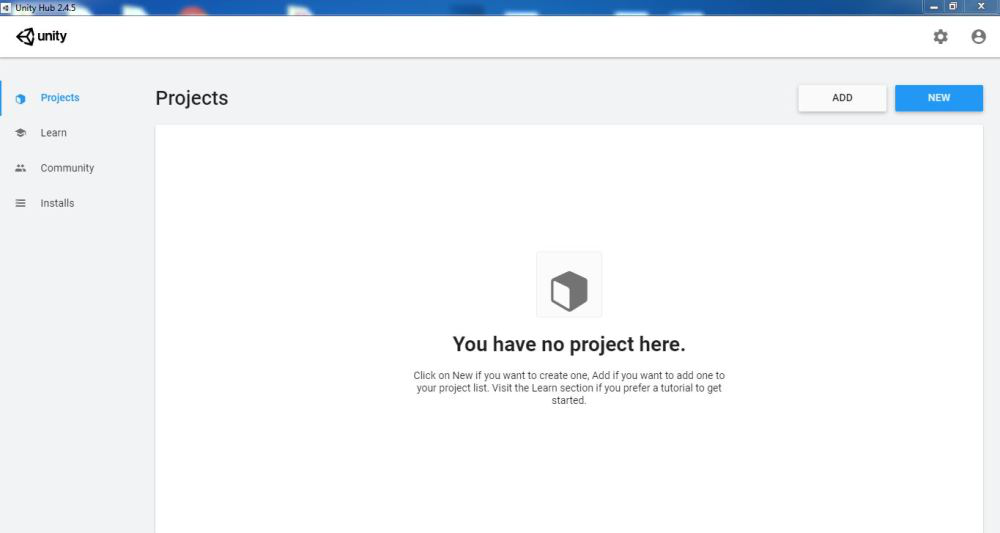 Unity Hub 2.4.5
unity
Projects
Learn
Community
Installs
Projects
ADD
NEW
You have no project here.
Click on New if you want to create one, Add if you want to add one to
your project list. Visit the Learn section if you prefer a tutorial to get
started.